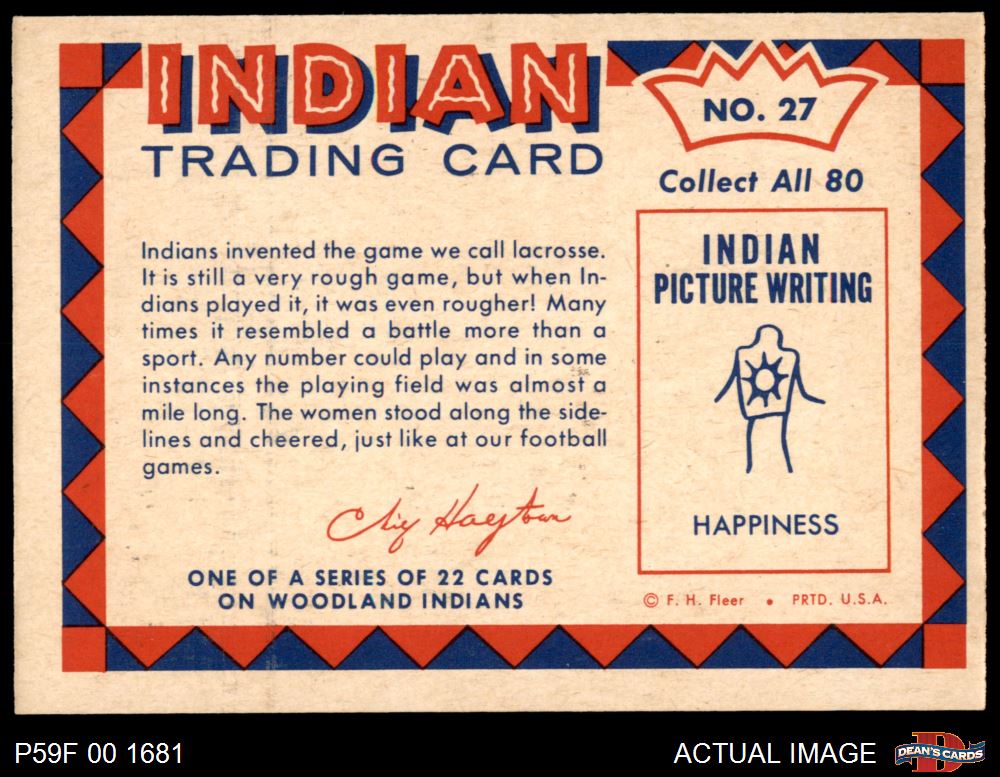 INDIAN
TRADING CARD
NO. 27
Collect All 80
Indians invented the game we call lacrosse.
It is still a very rough game, but when In-
dians played it, it was even rougher! Many
times it resembled a battle more than a
sport. Any number could play and in some
instances the playing field was almost a
mile long. The women stood along the side-
lines and cheered, just like at our football
games.
ONE OF A SERIES OF 22 CARDS
ON WOODLAND INDIANS
INDIAN
PICTURE WRITING
HAPPINESS
© F. H. Fleer • PRTD. U.S.A.
P59F 00 1681
ACTUAL IMAGE
DEAN'S CARDS